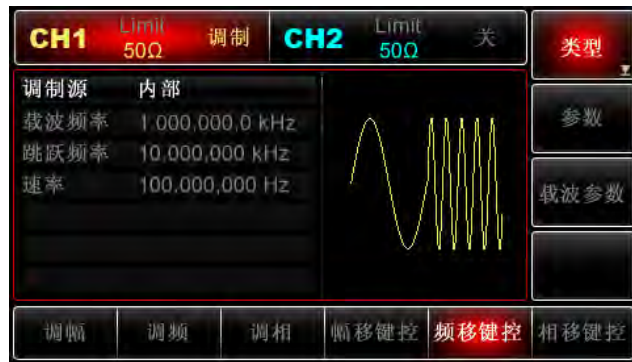 CH1 Limit 50Ω 调制 CH2 Limit 50Ω 关
类型
调制源 内部
载波频率 1.000,000,0 kHz
跳跃频率 10.000,000 kHz
速率 100.000,000 Hz
参数
载波参数
调幅 调频 调相 幅移键控 频移键控 相移键控